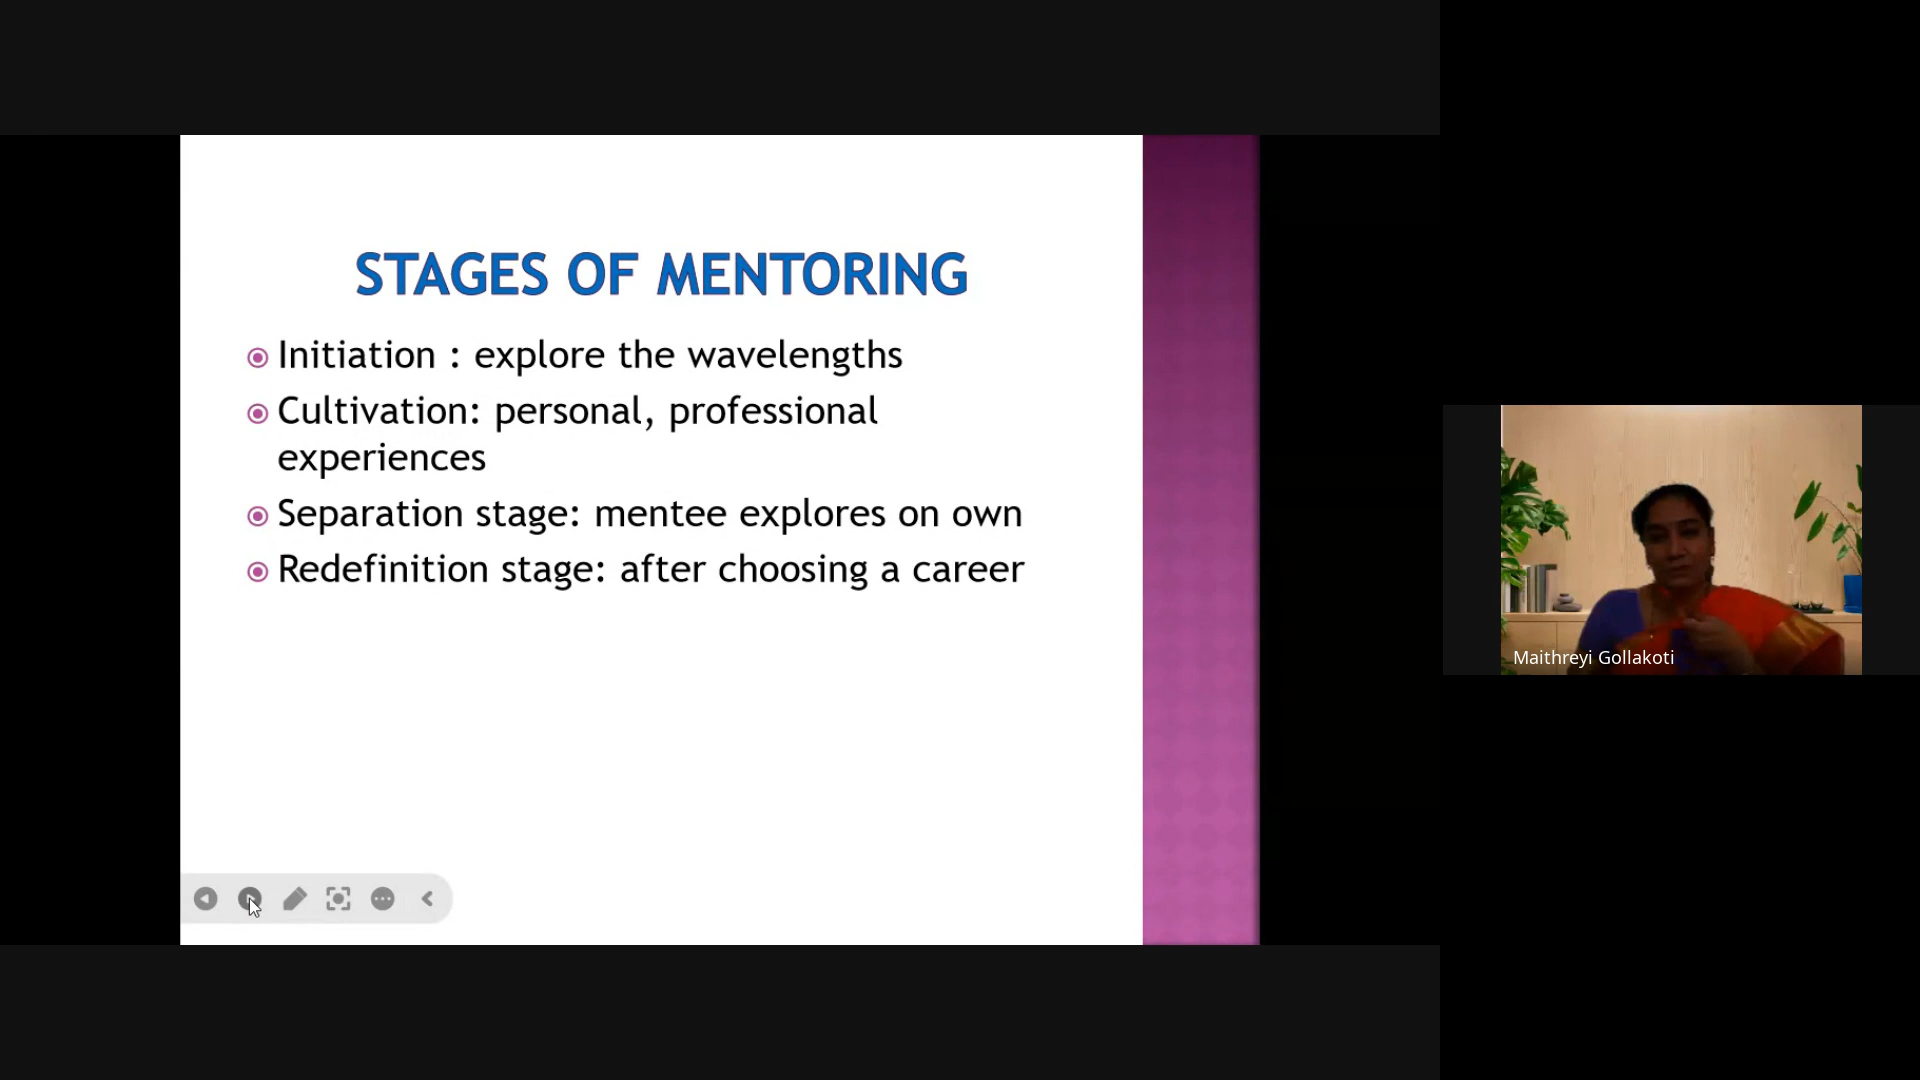 STAGES OF MENTORING
Initiation : explore the wavelengths
Cultivation: personal, professional
experiences
Separation stage: mentee explores on own
Redefinition stage: after choosing a career
Maithreyi Gollakoti